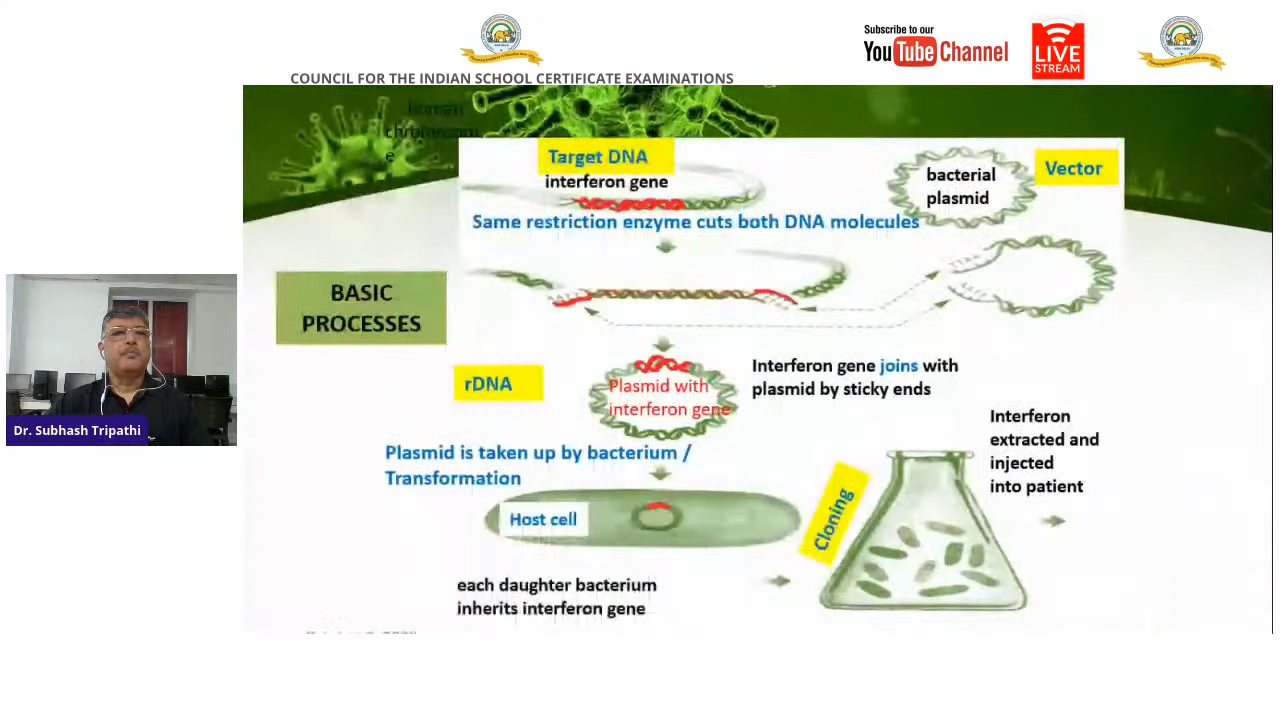 COUNCIL FOR THE INDIAN SCHOOL CERTIFICATE EXAMINATIONS
Subscribe to our
YouTube Channel
LIVE
STREAM
human
Target DNA
interferon gene
bacterial
plasmid
Vector
Same restriction enzyme cuts both DNA molecules
BASIC
PROCESSES
rDNA
Plasmid with
interferon gene
Interferon gene joins with
plasmid by sticky ends
Plasmid is taken up by bacterium /
Transformation
Host cell
Cloning
Interferon
extracted and
injected
into patient
each daughter bacterium
inherits interferon gene
Dr. Subhash Tripathi